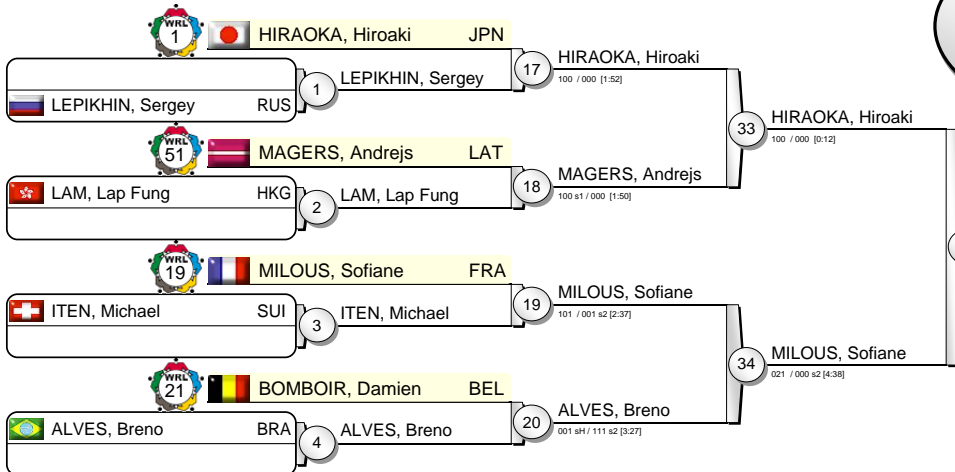 WRL
1
HIRAOKA, Hiroaki JPN
LEPIKHIN, Sergey RUS
1
LEPIKHIN, Sergey
17
HIRAOKA, Hiroaki
100 / 000 [1:52]
WRL
51
MAGERS, Andrejs LAT
LAM, Lap Fung HKG
2
LAM, Lap Fung
18
MAGERS, Andrejs
100 s1 / 000 [1:50]
33
HIRAOKA, Hiroaki
100 / 000 [0:12]
WRL
19
MILOUS, Sofiane FRA
ITEN, Michael SUI
3
ITEN, Michael
19
MILOUS, Sofiane
101 / 001 s2 [2:37]
WRL
21
BOMBOIR, Damien BEL
ALVES, Breno BRA
4
ALVES, Breno
20
ALVES, Breno
001 sH / 111 s2 [3:27]
34
MILOUS, Sofiane
021 / 000 s2 [4:38]